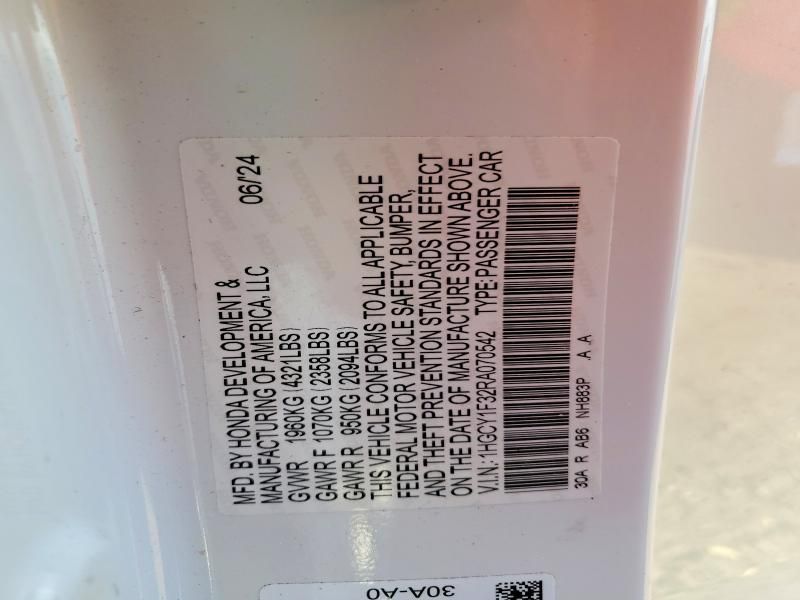 MFD. BY HONDA DEVELOPMENT &
MANUFACTURING OF AMERICA, LLC 06/'24
GVWR 1960KG (4321LBS)
GAWR F 1070KG (2358LBS)
GAWR R 950KG (2094LBS)
THIS VEHICLE CONFORMS TO ALL APPLICABLE
FEDERAL MOTOR VEHICLE SAFETY, BUMPER,
AND THEFT PREVENTION STANDARDS IN EFFECT
ON THE DATE OF MANUFACTURE SHOWN ABOVE.
V.I.N.: 1HGCY1F32RA070542 TYPE:PASSENGER CAR
30A R AB6 NH883P A A
30A-A0